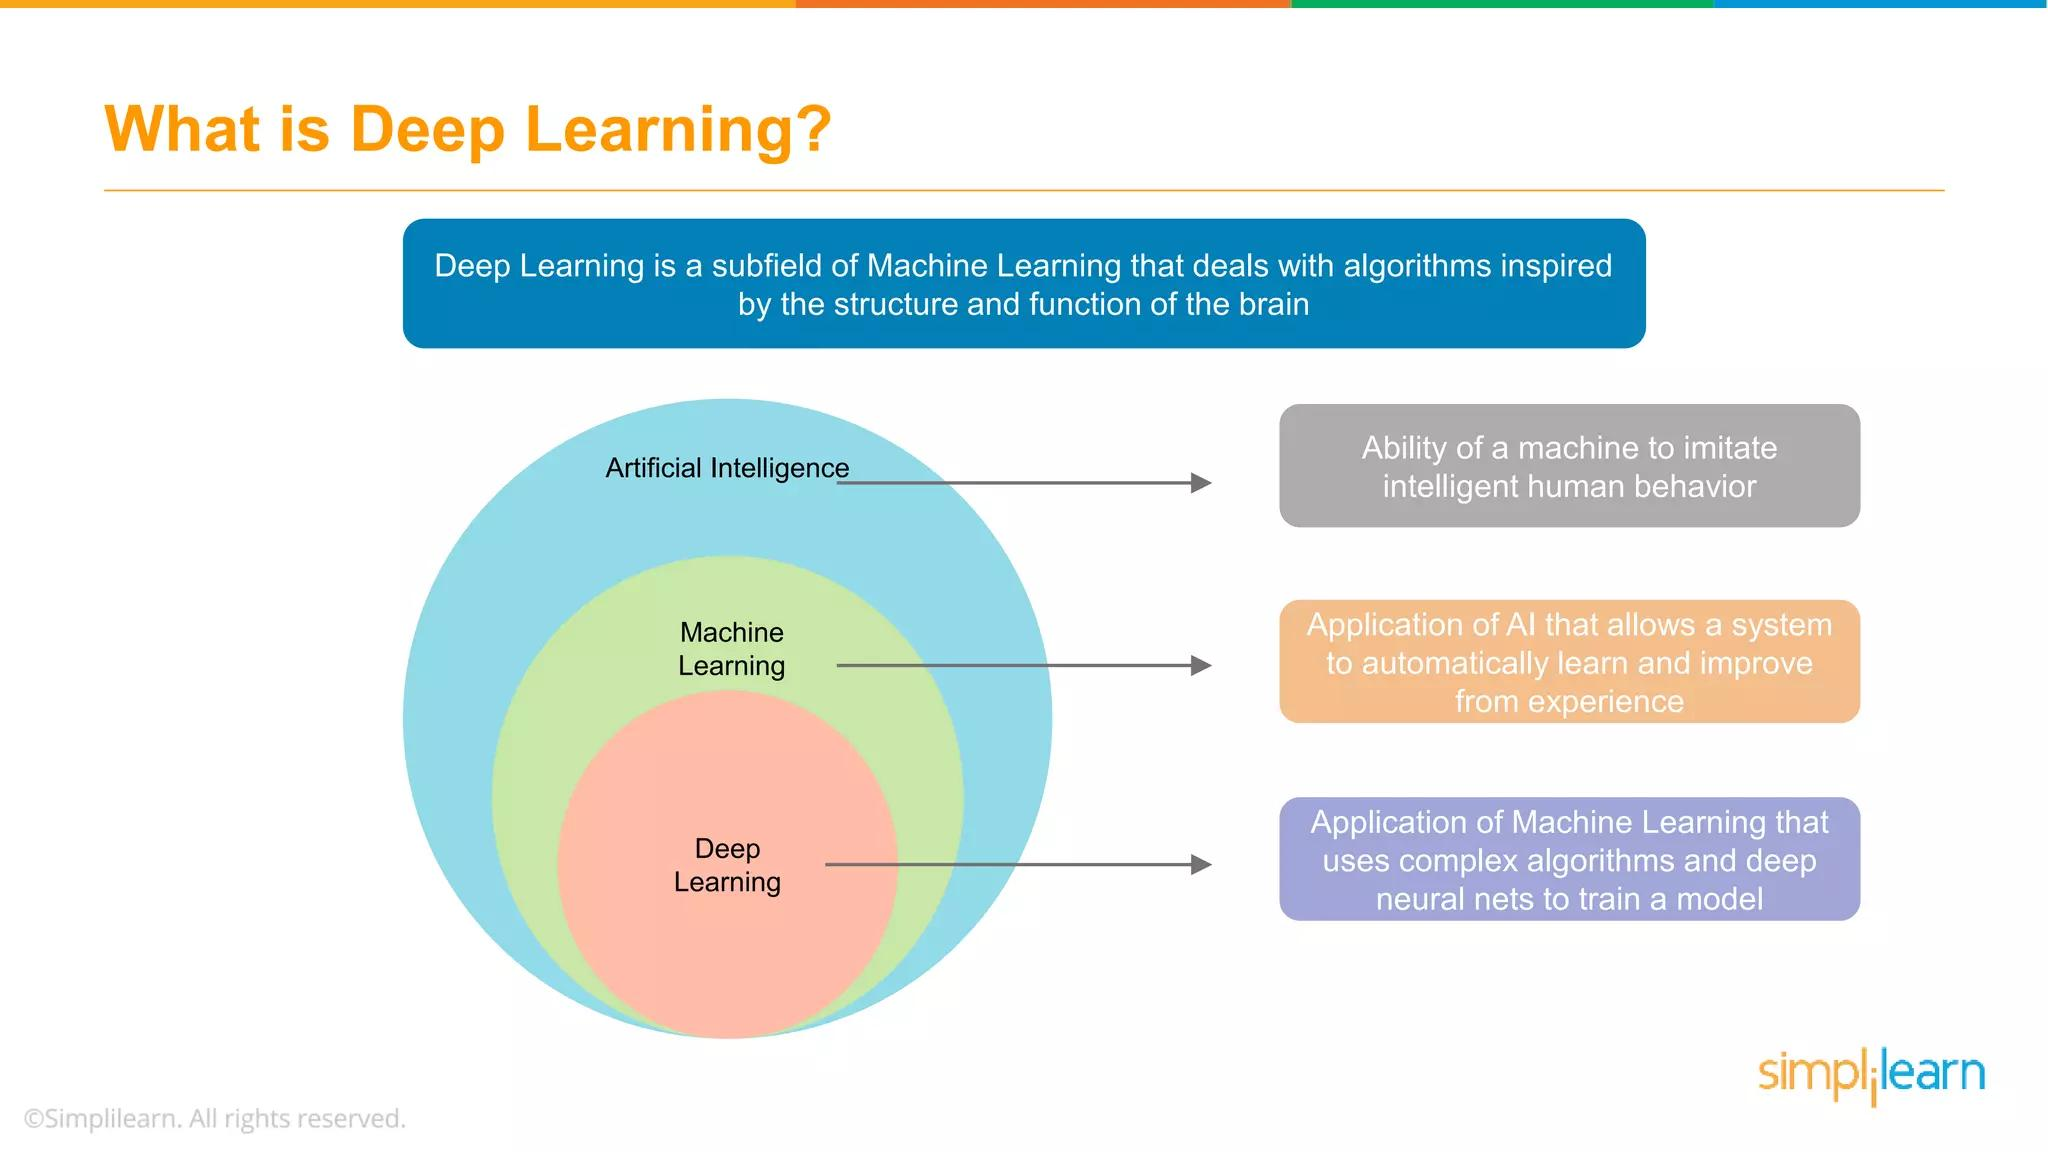 What is Deep Learning?
Deep Learning is a subfield of Machine Learning that deals with algorithms inspired
by the structure and function of the brain
Artificial Intelligence
Ability of a machine to imitate
intelligent human behavior
Machine
Learning
Application of AI that allows a system
to automatically learn and improve
from experience
Deep
Learning
Application of Machine Learning that
uses complex algorithms and deep
neural nets to train a model
simplilearn
©Simplilearn. All rights reserved.